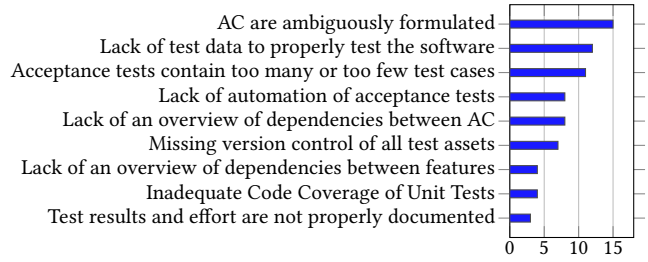 AC are ambiguously formulated
Lack of test data to properly test the software
Acceptance tests contain too many or too few test cases
Lack of automation of acceptance tests
Lack of an overview of dependencies between AC
Missing version control of all test assets
Lack of an overview of dependencies between features
Inadequate Code Coverage of Unit Tests
Test results and effort are not properly documented
0 5 10 15